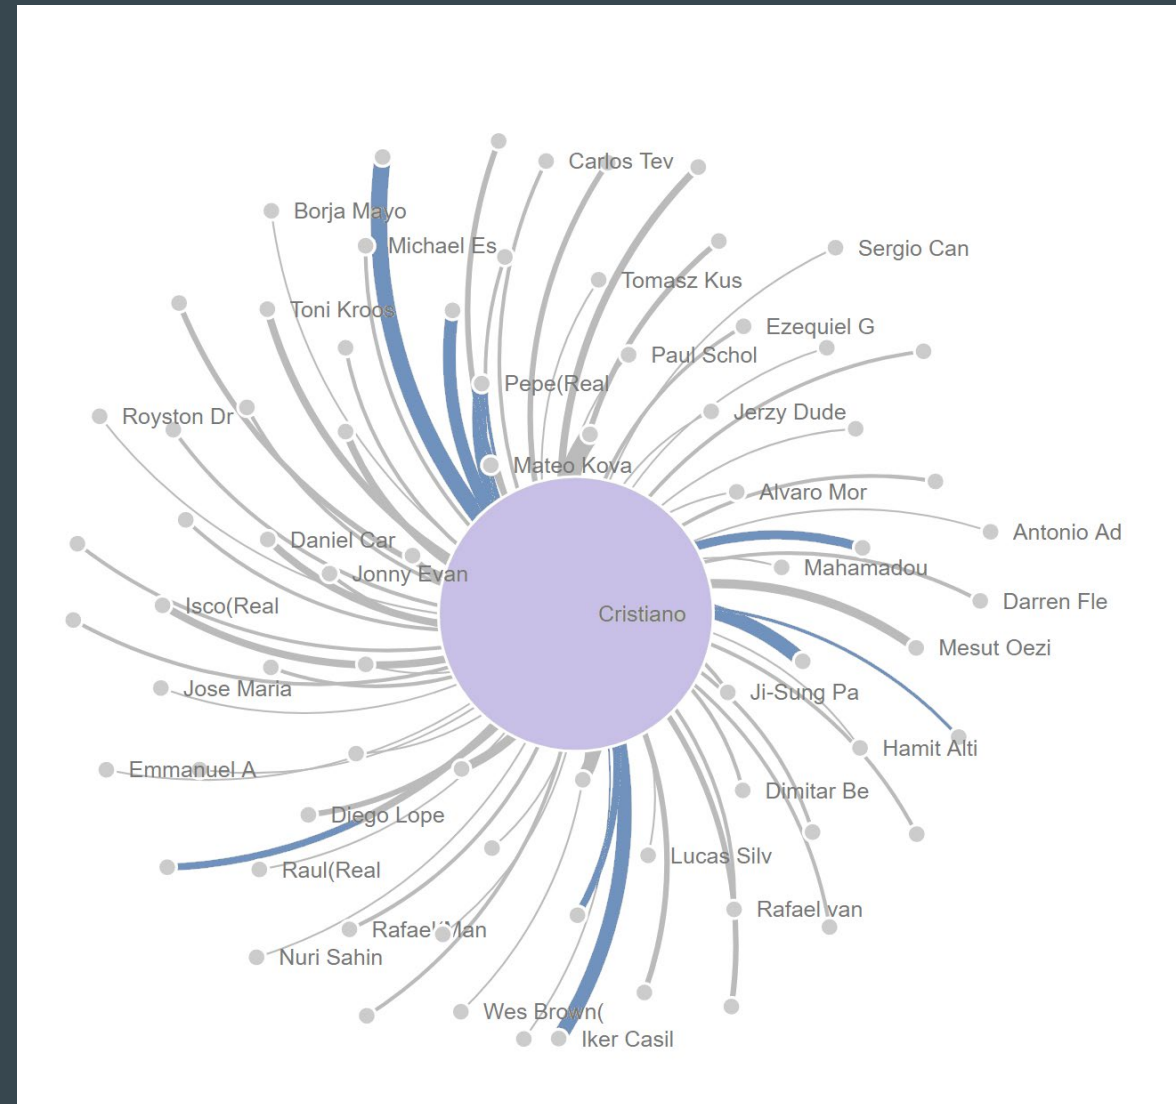 Carlos Tev
Borja Mayo
Michael Es
Sergio Can
Tomasz Kus
Toni Kroos
Ezequiel G
Paul Schol
Pepe(Real
Royston Dr
Jerzy Dude
Mateo Kova
Alvaro Mor
Antonio Ad
Daniel Car
Mahamadou
Jonny Evan
Darren Fle
Isco(Real
Cristiano
Mesut Oezi
Jose Maria
Ji-Sung Pa
Hamit Alti
Emmanuel A
Dimitar Be
Diego Lope
Lucas Silv
Raul(Real
Rafael van
Rafael(Man
Nuri Sahin
Wes Brown(
Iker Casil